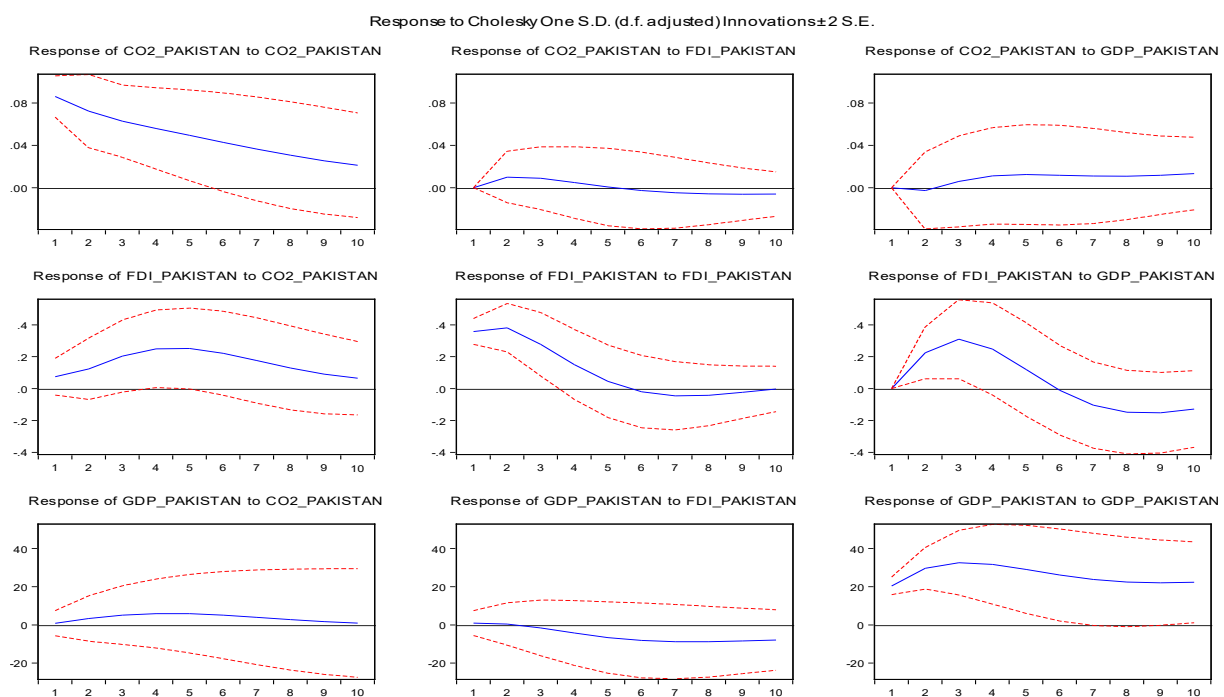 Response to Cholesky One S.D. (d.f. adjusted) Innovations ± 2 S.E.
Response of CO2_PAKISTAN to CO2_PAKISTAN
.08
.04
.00
1 2 3 4 5 6 7 8 9 10
Response of CO2_PAKISTAN to FDI_PAKISTAN
.08
.04
.00
1 2 3 4 5 6 7 8 9 10
Response of CO2_PAKISTAN to GDP_PAKISTAN
.08
.04
.00
1 2 3 4 5 6 7 8 9 10
Response of FDI_PAKISTAN to CO2_PAKISTAN
.4
.2
.0
-.2
-.4
1 2 3 4 5 6 7 8 9 10
Response of FDI_PAKISTAN to FDI_PAKISTAN
.4
.2
.0
-.2
-.4
1 2 3 4 5 6 7 8 9 10
Response of FDI_PAKISTAN to GDP_PAKISTAN
.4
.2
.0
-.2
-.4
1 2 3 4 5 6 7 8 9 10
Response of GDP_PAKISTAN to CO2_PAKISTAN
40
20
0
-20
1 2 3 4 5 6 7 8 9 10
Response of GDP_PAKISTAN to FDI_PAKISTAN
40
20
0
-20
1 2 3 4 5 6 7 8 9 10
Response of GDP_PAKISTAN to GDP_PAKISTAN
40
20
0
-20
1 2 3 4 5 6 7 8 9 10